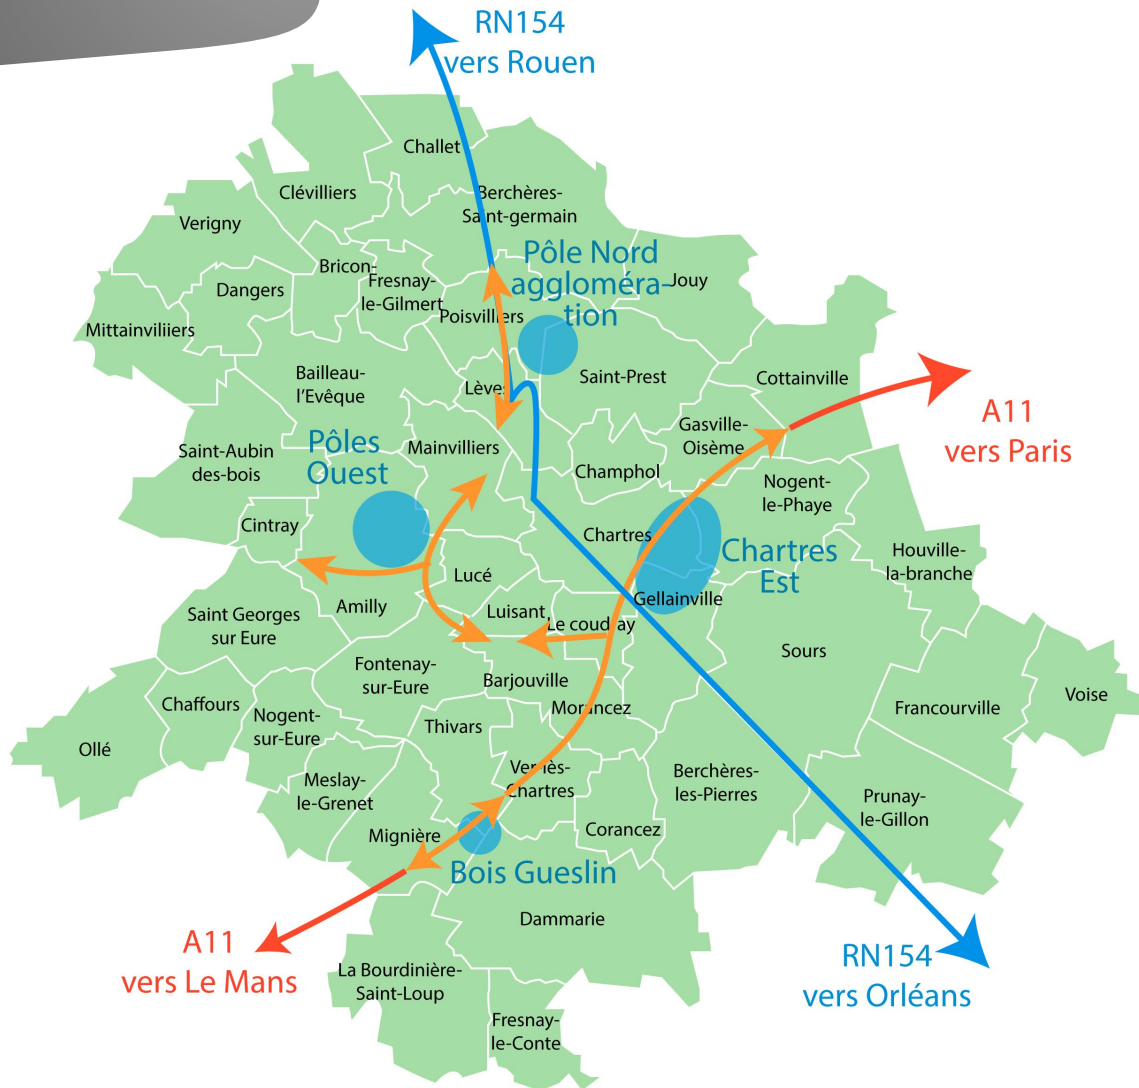 RN154
vers Rouen
Challet
Clévilliers
Berchères-
Saint-germain
Verigny
Pôle Nord
aggloméra-
tion
Bricon-
Fresnay-
le-Gilmert
Jouy
Dangers
Poisvilliers
Mittainviliiers
Bailleau-
l'Evêque
Lèves
Saint-Prest
Cottainville
A11
vers Paris
Saint-Aubin
des-bois
Pôles
Ouest
Mainvilliers
Gasville-
Oisème
Champhol
Nogent-
le-Phaye
Cintray
Chartres
Chartres
Est
Houville-
la-branche
Lucé
Amilly
Luisant
Gellainville
Le coudray
Saint Georges
sur Eure
Sours
Fontenay-
sur-Eure
Barjouville
Chaffours
Nogent-
sur-Eure
Thivars
Morancez
Francourville
Voise
Ollé
Meslay-
le-Grenet
Ver-lès-
Chartres
Berchères-
les-Pierres
Prunay-
le-Gillon
Mignière
Corancez
Bois Gueslin
Dammarie
A11
vers Le Mans
RN154
vers Orléans
La Bourdinière-
Saint-Loup
Fresnay-
le-Conte